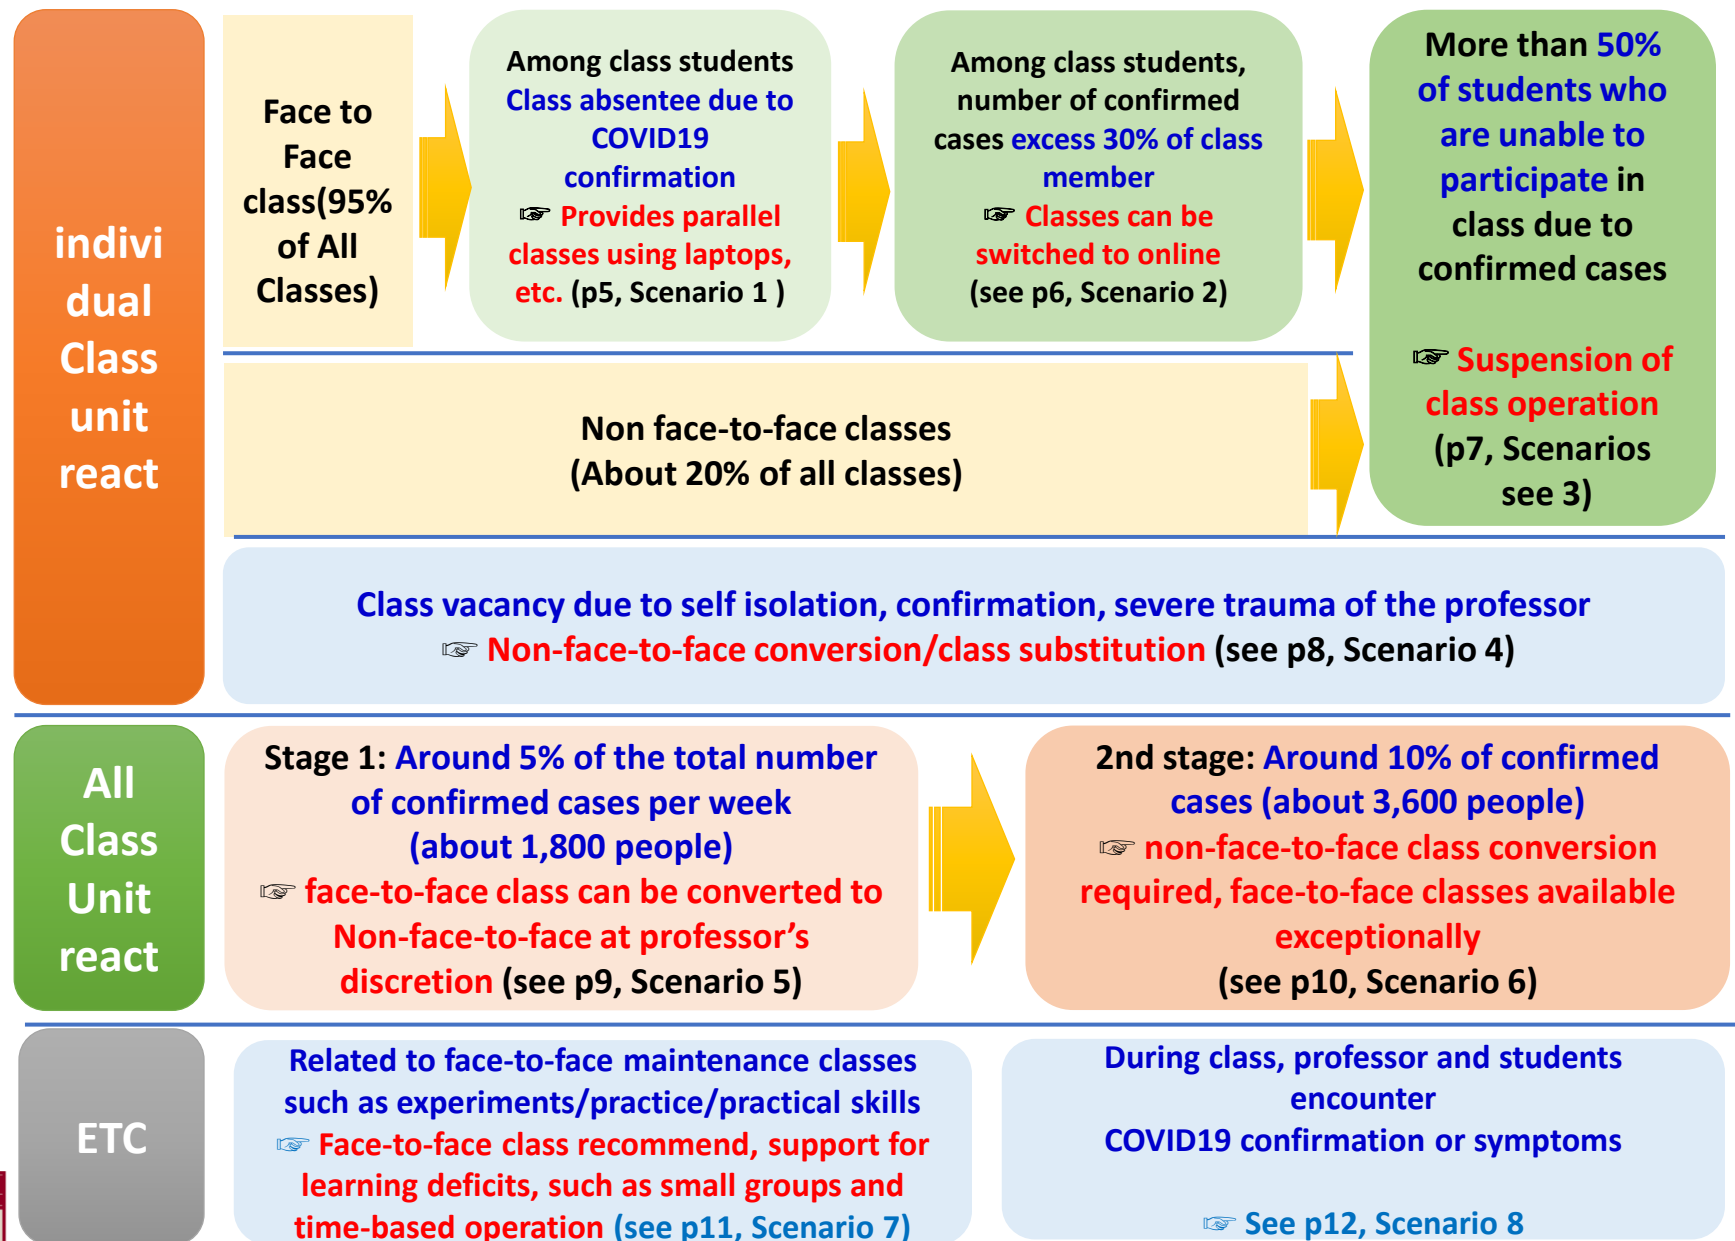 indivi
dual
Class
unit
react
Face to
Face
class(95%
of All
Classes)
Among class students
Class absentee due to
COVID19
confirmation
☞ Provides parallel
classes using laptops,
etc. (p5, Scenario 1 )
Among class students,
number of confirmed
cases excess 30% of class
member
☞ Classes can be
switched to online
(see p6, Scenario 2)
More than 50%
of students who
are unable to
participate in
class due to
confirmed cases
☞ Suspension of
class operation
(p7, Scenarios
see 3)
Non face-to-face classes
(About 20% of all classes)
Class vacancy due to self isolation, confirmation, severe trauma of the professor
☞ Non-face-to-face conversion/class substitution (see p8, Scenario 4)
All
Class
Unit
react
Stage 1: Around 5% of the total number
of confirmed cases per week
(about 1,800 people)
☞ face-to-face class can be converted to
Non-face-to-face at professor’s
discretion (see p9, Scenario 5)
2nd stage: Around 10% of confirmed
cases (about 3,600 people)
☞ non-face-to-face class conversion
required, face-to-face classes available
exceptionally
(see p10, Scenario 6)
ETC
Related to face-to-face maintenance classes
such as experiments/practice/practical skills
☞ Face-to-face class recommend, support for
learning deficits, such as small groups and
time-based operation (see p11, Scenario 7)
During class, professor and students
encounter
COVID19 confirmation or symptoms
☞ See p12, Scenario 8